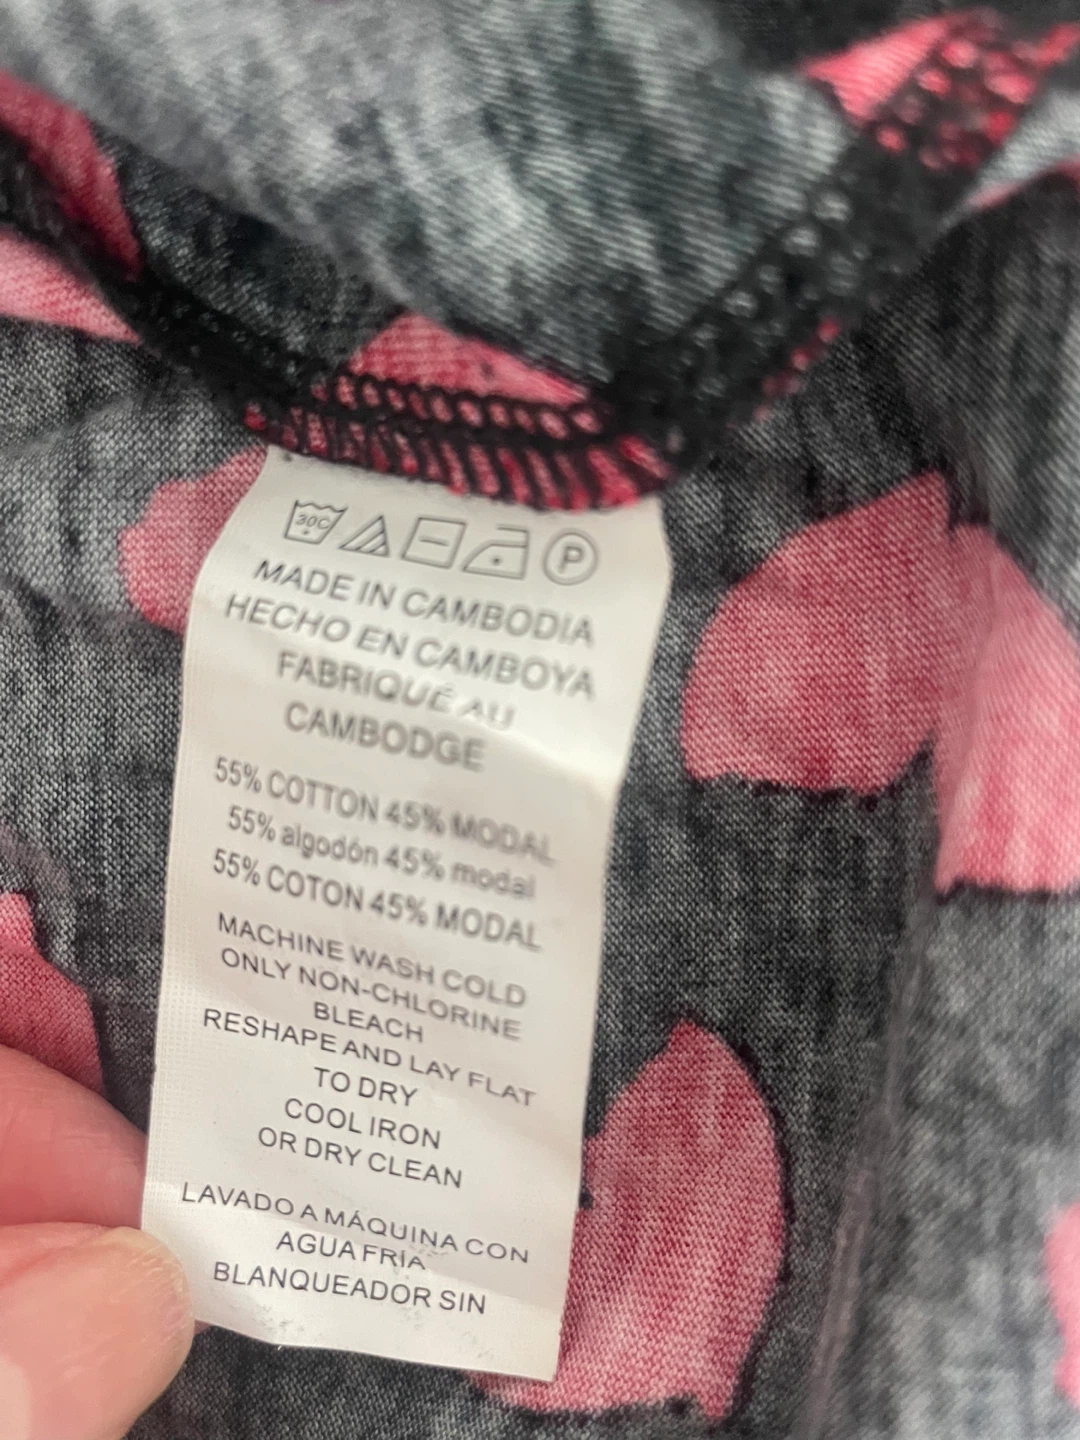 30C P
MADE IN CAMBODIA
HECHO EN CAMBOYA
FABRIQUÉ AU
CAMBODGE
55% COTTON 45% MODAL
55% algodón 45% modal
55% COTON 45% MODAL
MACHINE WASH COLD
ONLY NON-CHLORINE
BLEACH
RESHAPE AND LAY FLAT
TO DRY
COOL IRON
OR DRY CLEAN
LAVADO A MÁQUINA CON
AGUA FRÍA
BLANQUEADOR SIN